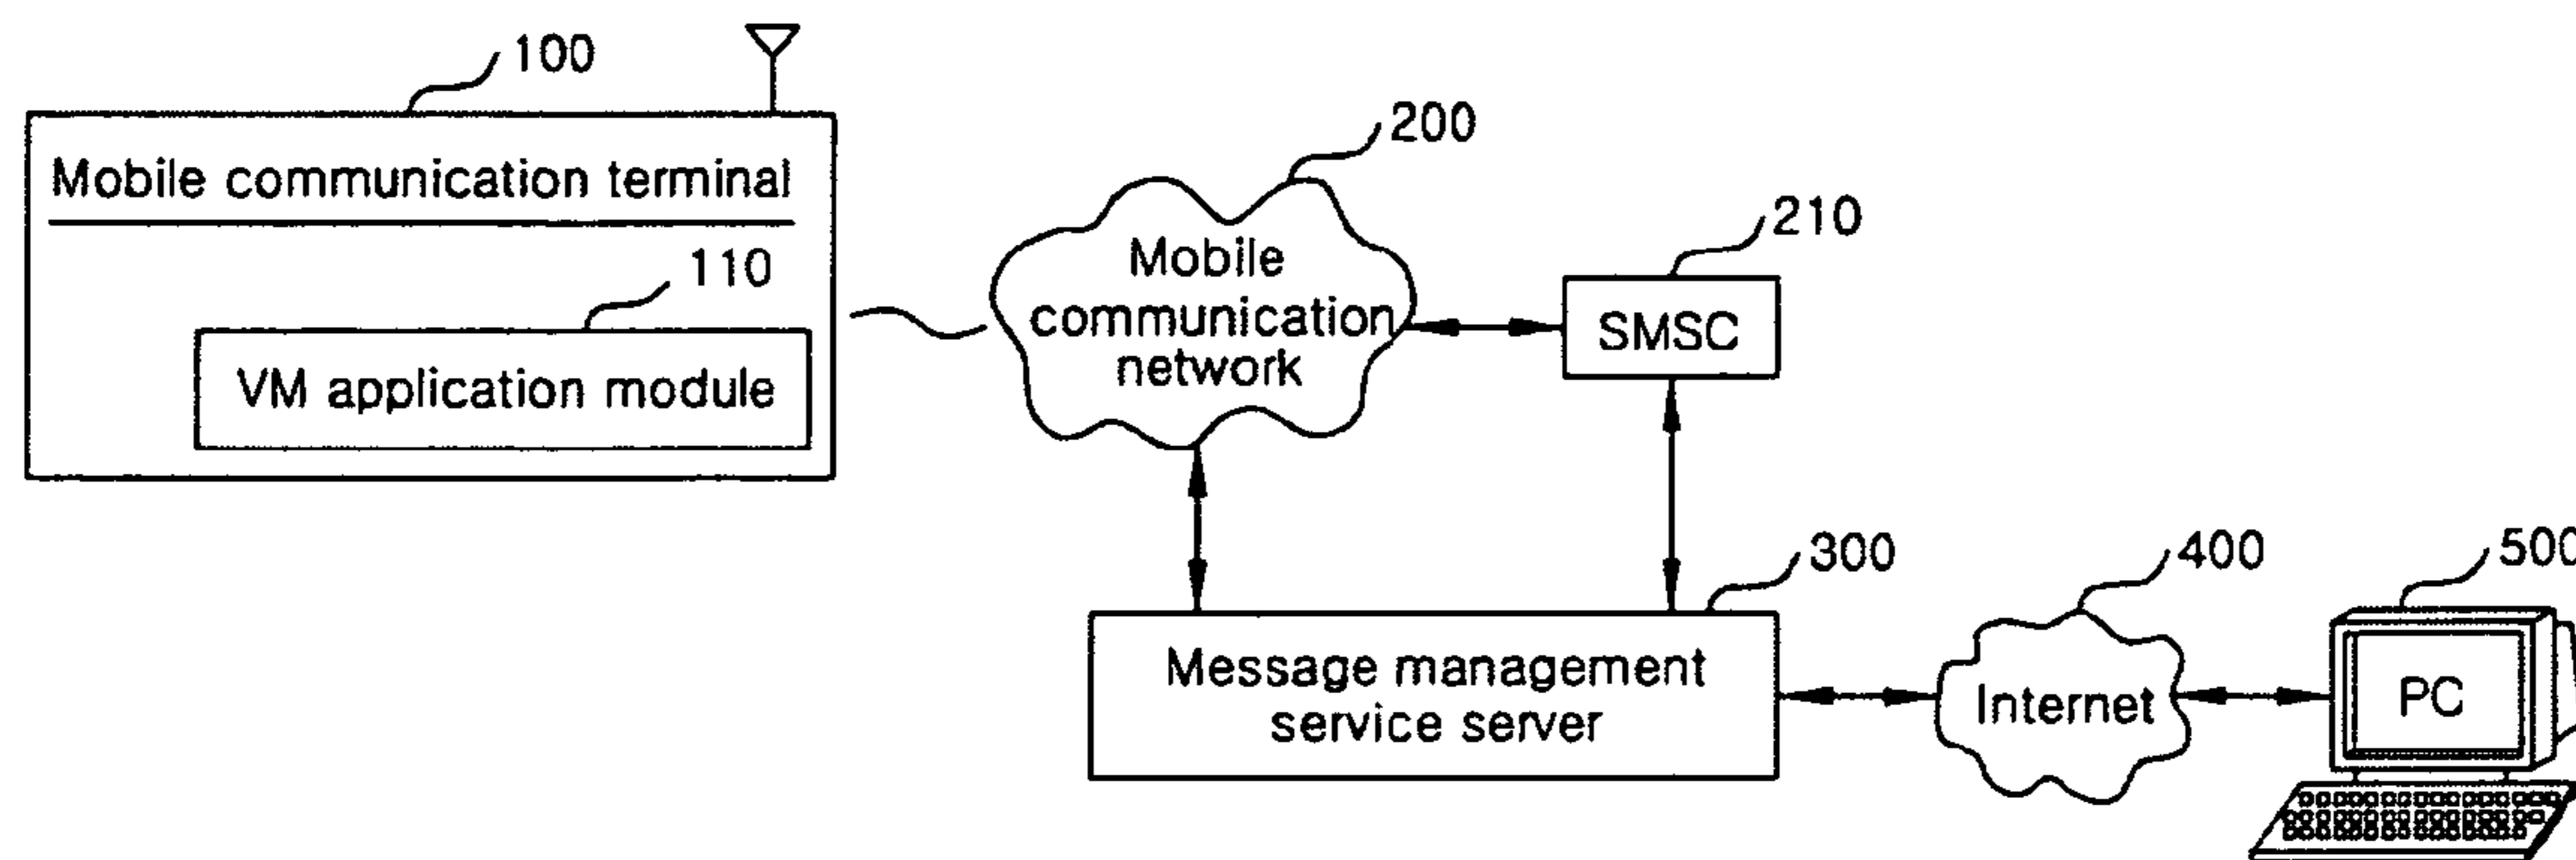 100
Mobile communication terminal
110
VM application module
200
Mobile
communication
network
210
SMSC
300
Message management
service server
400
Internet
500
PC